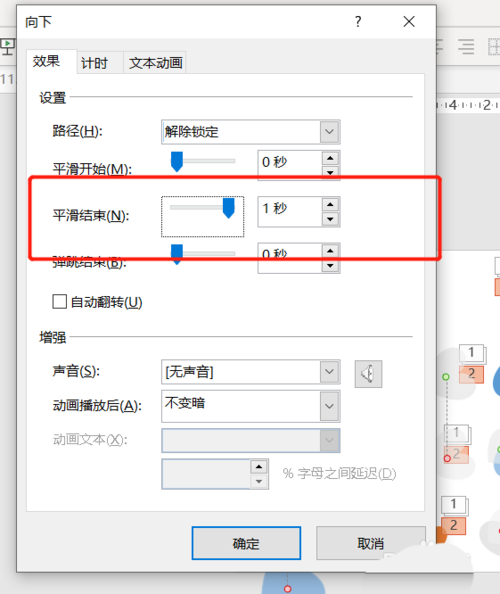 向下 ? ×
效果 计时 文本动画
设置
路径(H): 解除锁定
平滑开始(M): 0 秒
平滑结束(N): 1 秒
弹跳结束(B): 0 秒
自动翻转(U)
增强
声音(S): [无声音]
动画播放后(A): 不变暗
动画文本(X):
% 字母之间延迟(D)
确定 取消
11
4 2
1
2
1
2
1
2